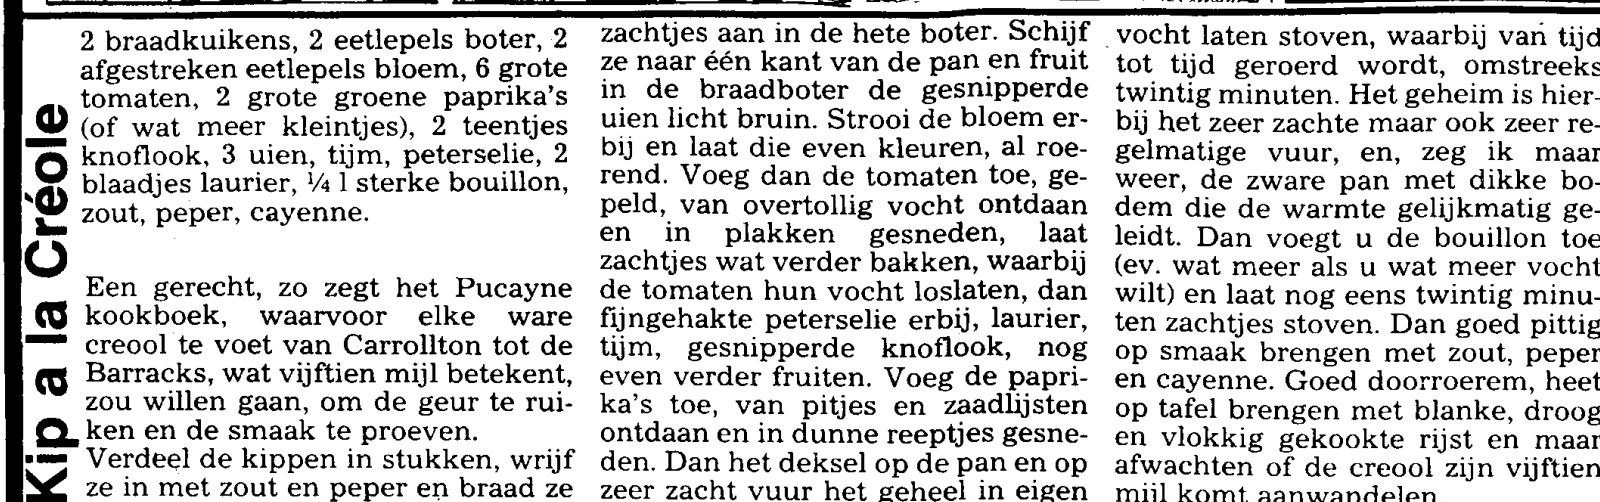 Kip a la Créole
2 braadkuikens, 2 eetlepels boter, 2
afgestreken eetlepels bloem, 6 grote
tomaten, 2 grote groene paprika's
(of wat meer kleintjes), 2 teentjes
knoflook, 3 uien, tijm, peterselie, 2
blaadjes laurier, ¼ l sterke bouillon,
zout, peper, cayenne.
Een gerecht, zo zegt het Pucayne
kookboek, waarvoor elke ware
creool te voet van Carrollton tot de
Barracks, wat vijftien mijl betekent,
zou willen gaan, om de geur te rui-
ken en de smaak te proeven.
Verdeel de kippen in stukken, wrijf
ze in met zout en peper en braad ze
zachtjes aan in de hete boter. Schijf
ze naar één kant van de pan en fruit
in de braadboter de gesnipperde
uien licht bruin. Strooi de bloem er-
bij en laat die even kleuren, al roe-
rend. Voeg dan de tomaten toe, ge-
peld, van overtollig vocht ontdaan
en in plakken gesneden, laat
zachtjes wat verder bakken, waarbij
de tomaten hun vocht loslaten, dan
fijngehakte peterselie erbij, laurier,
tijm, gesnipperde knoflook, nog
even verder fruiten. Voeg de papri-
ka's toe, van pitjes en zaadlijsten
ontdaan en in dunne reeptjes gesne-
den. Dan het deksel op de pan en op
zeer zacht vuur het geheel in eigen
vocht laten stoven, waarbij van tijd
tot tijd geroerd wordt, omstreeks
twintig minuten. Het geheim is hier-
bij het zeer zachte maar ook zeer re-
gelmatige vuur, en, zeg ik maar
weer, de zware pan met dikke bo-
dem die de warmte gelijkmatig ge-
leidt. Dan voegt u de bouillon toe
(ev. wat meer als u wat meer vocht
wilt) en laat nog eens twintig minu-
ten zachtjes stoven. Dan goed pittig
op smaak brengen met zout, peper
en cayenne. Goed doorroerem, heet
op tafel brengen met blanke, droog
en vlokkig gekookte rijst en maar
afwachten of de creool zijn vijftien
mijl komt aanwandelen.